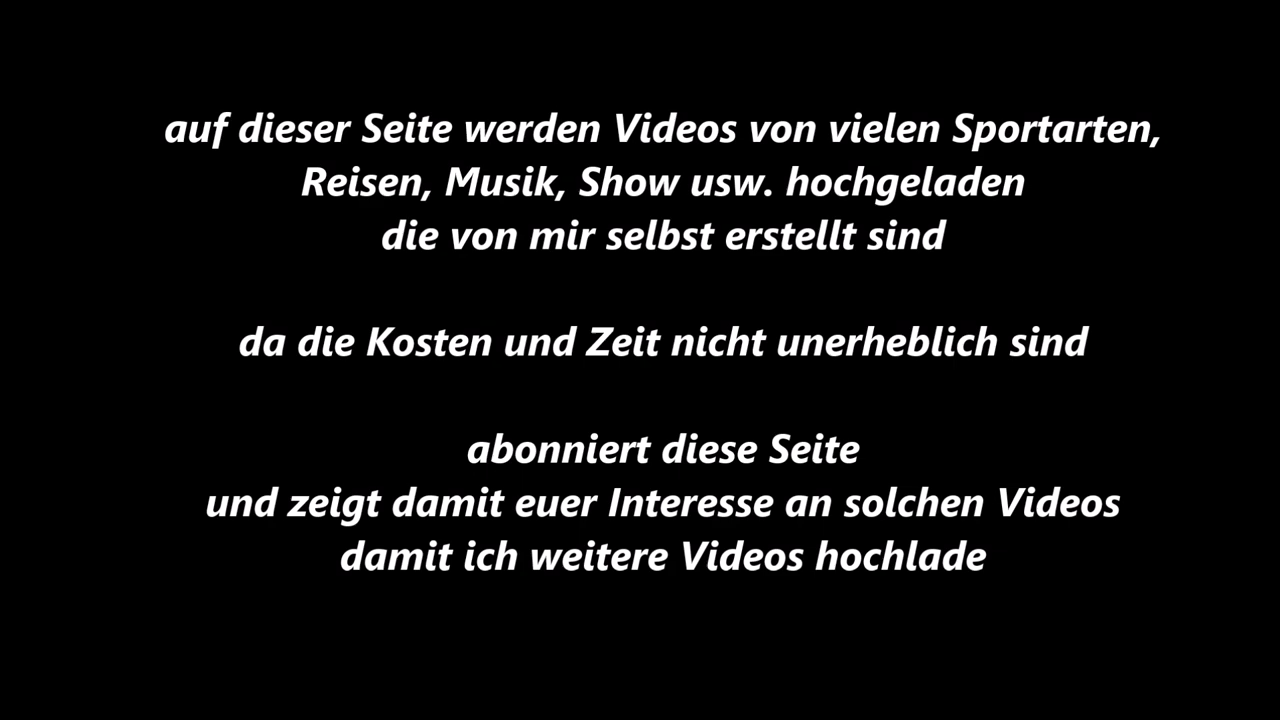 auf dieser Seite werden Videos von vielen Sportarten,
Reisen, Musik, Show usw. hochgeladen
die von mir selbst erstellt sind
da die Kosten und Zeit nicht unerheblich sind
abonniert diese Seite
und zeigt damit euer Interesse an solchen Videos
damit ich weitere Videos hochlade